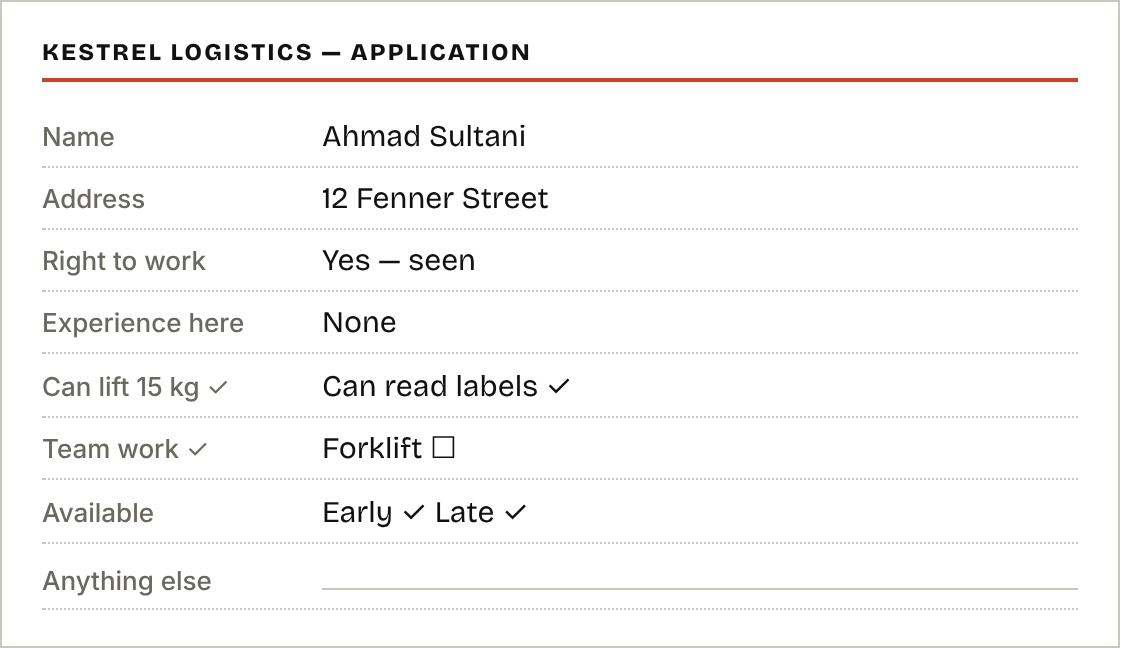 KESTREL LOGISTICS — APPLICATION
Name Ahmad Sultani
Address 12 Fenner Street
Right to work Yes — seen
Experience here None
Can lift 15 kg ✓ Can read labels ✓
Team work ✓ Forklift ☐
Available Early ✓ Late ✓
Anything else